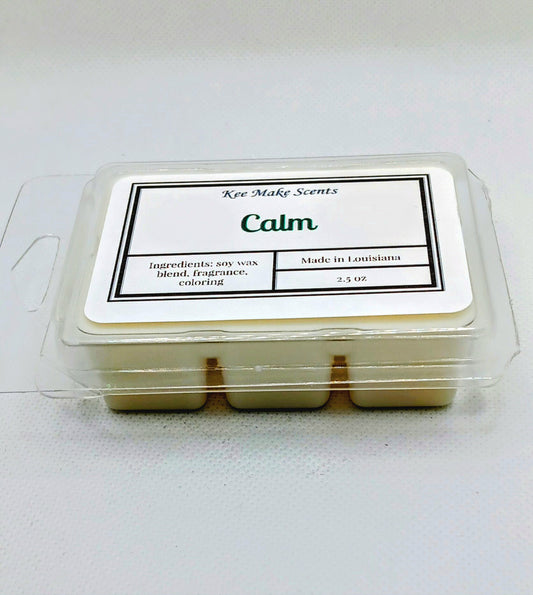 Kee Make Scents
Calm
Ingredients: soy wax
blend, fragrance,
coloring
Made in Louisiana
2.5 oz